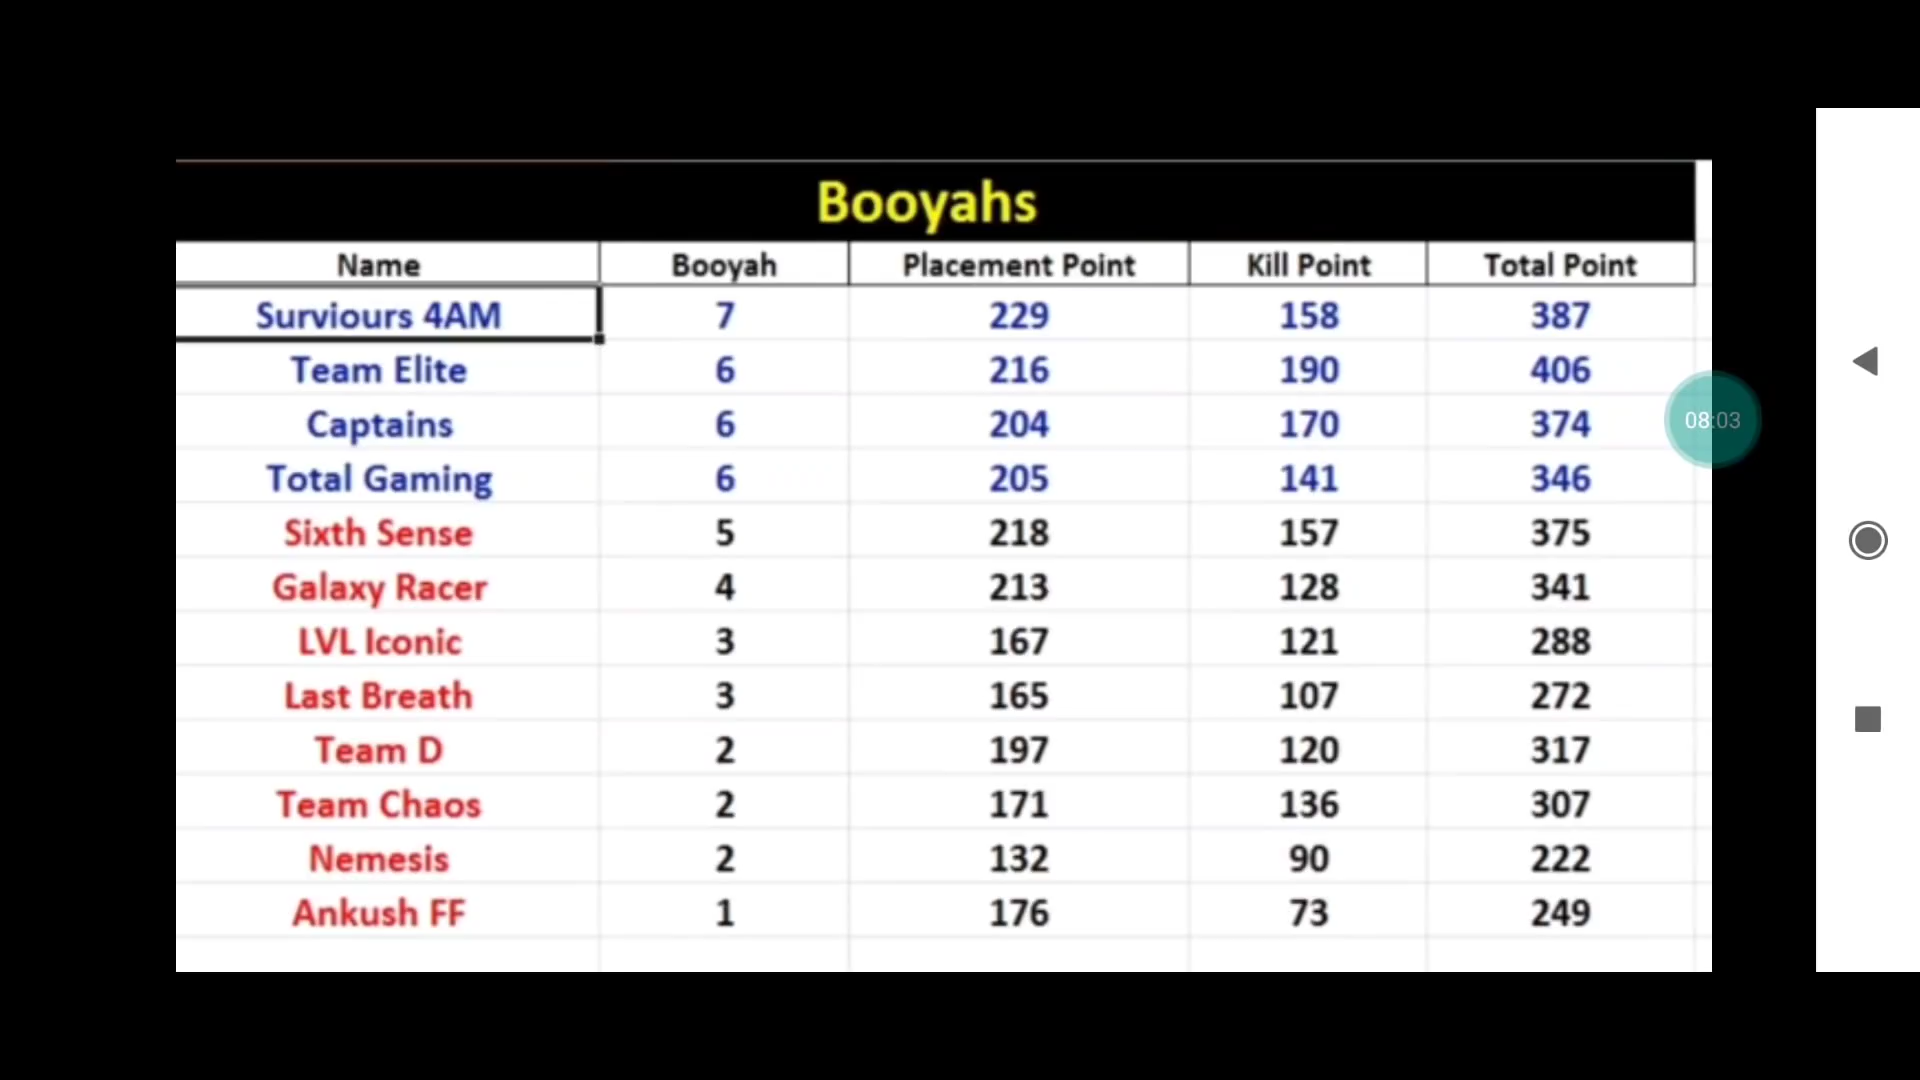 Booyahs
Name Booyah Placement Point Kill Point Total Point
Surviours 4AM 7 229 158 387
Team Elite 6 216 190 406
Captains 6 204 170 374
08:03
Total Gaming 6 205 141 346
Sixth Sense 5 218 157 375
Galaxy Racer 4 213 128 341
LVL Iconic 3 167 121 288
Last Breath 3 165 107 272
Team D 2 197 120 317
Team Chaos 2 171 136 307
Nemesis 2 132 90 222
Ankush FF 1 176 73 249